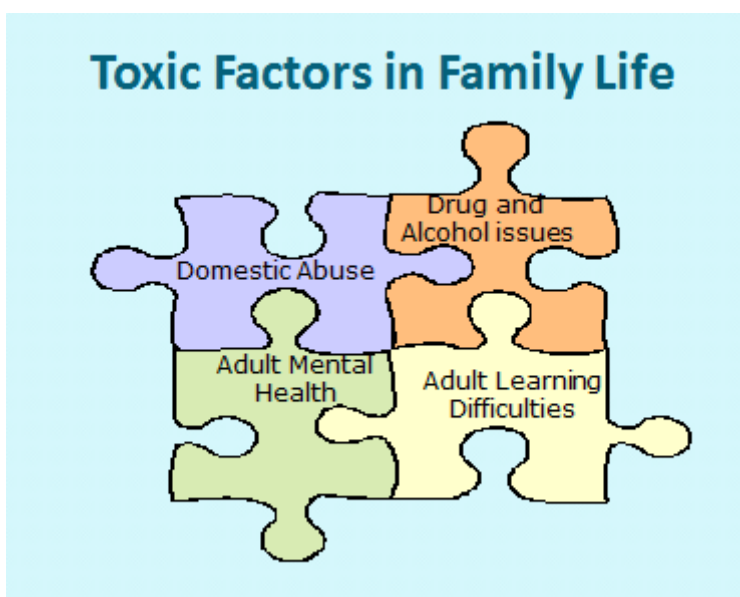 Toxic Factors in Family Life
Drug and
Alcohol issues
Domestic Abuse
Adult Mental
Health
Adult Learning
Difficulties